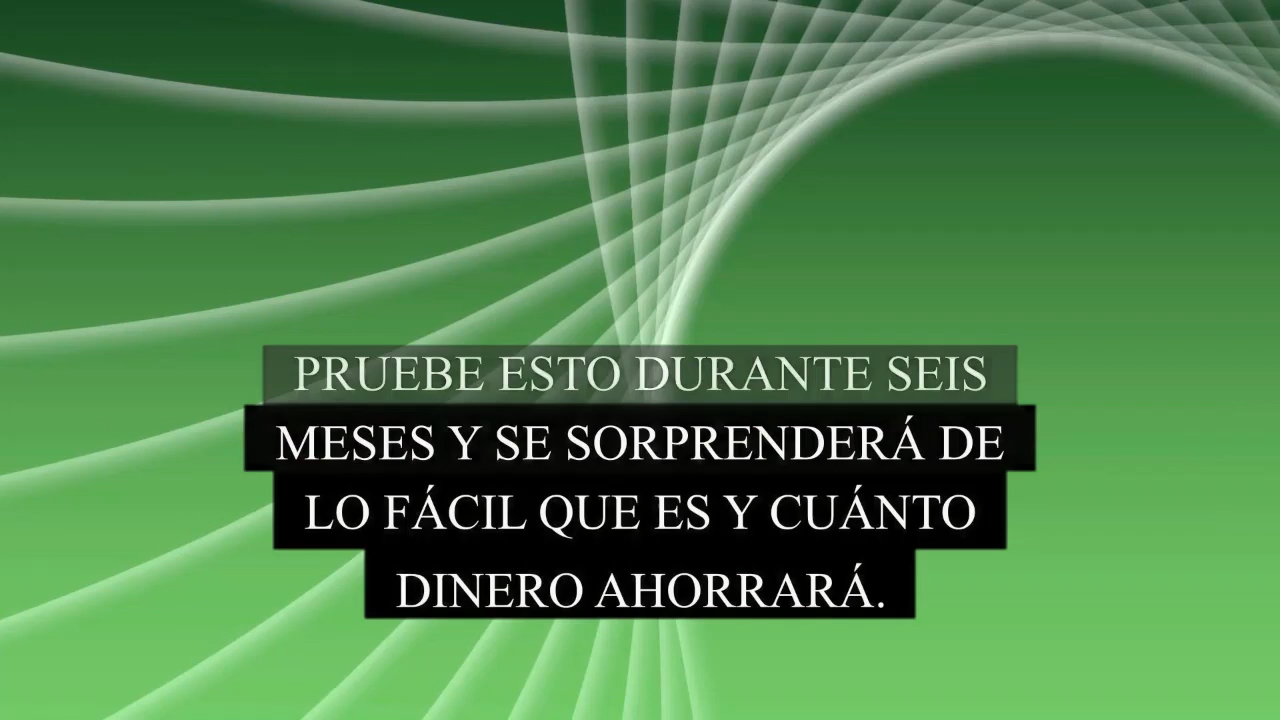 PRUEBE ESTO DURANTE SEIS
MESES Y SE SORPRENDERÁ DE
LO FÁCIL QUE ES Y CUÁNTO
DINERO AHORRARÁ.